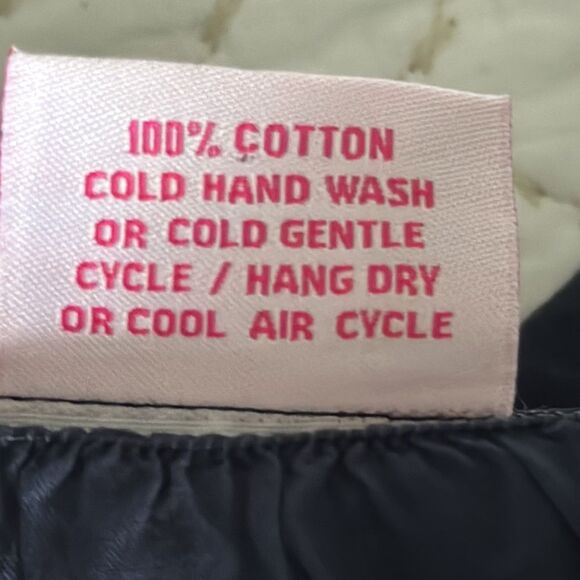 100% COTTON
COLD HAND WASH
OR COLD GENTLE
CYCLE / HANG DRY
OR COOL AIR CYCLE